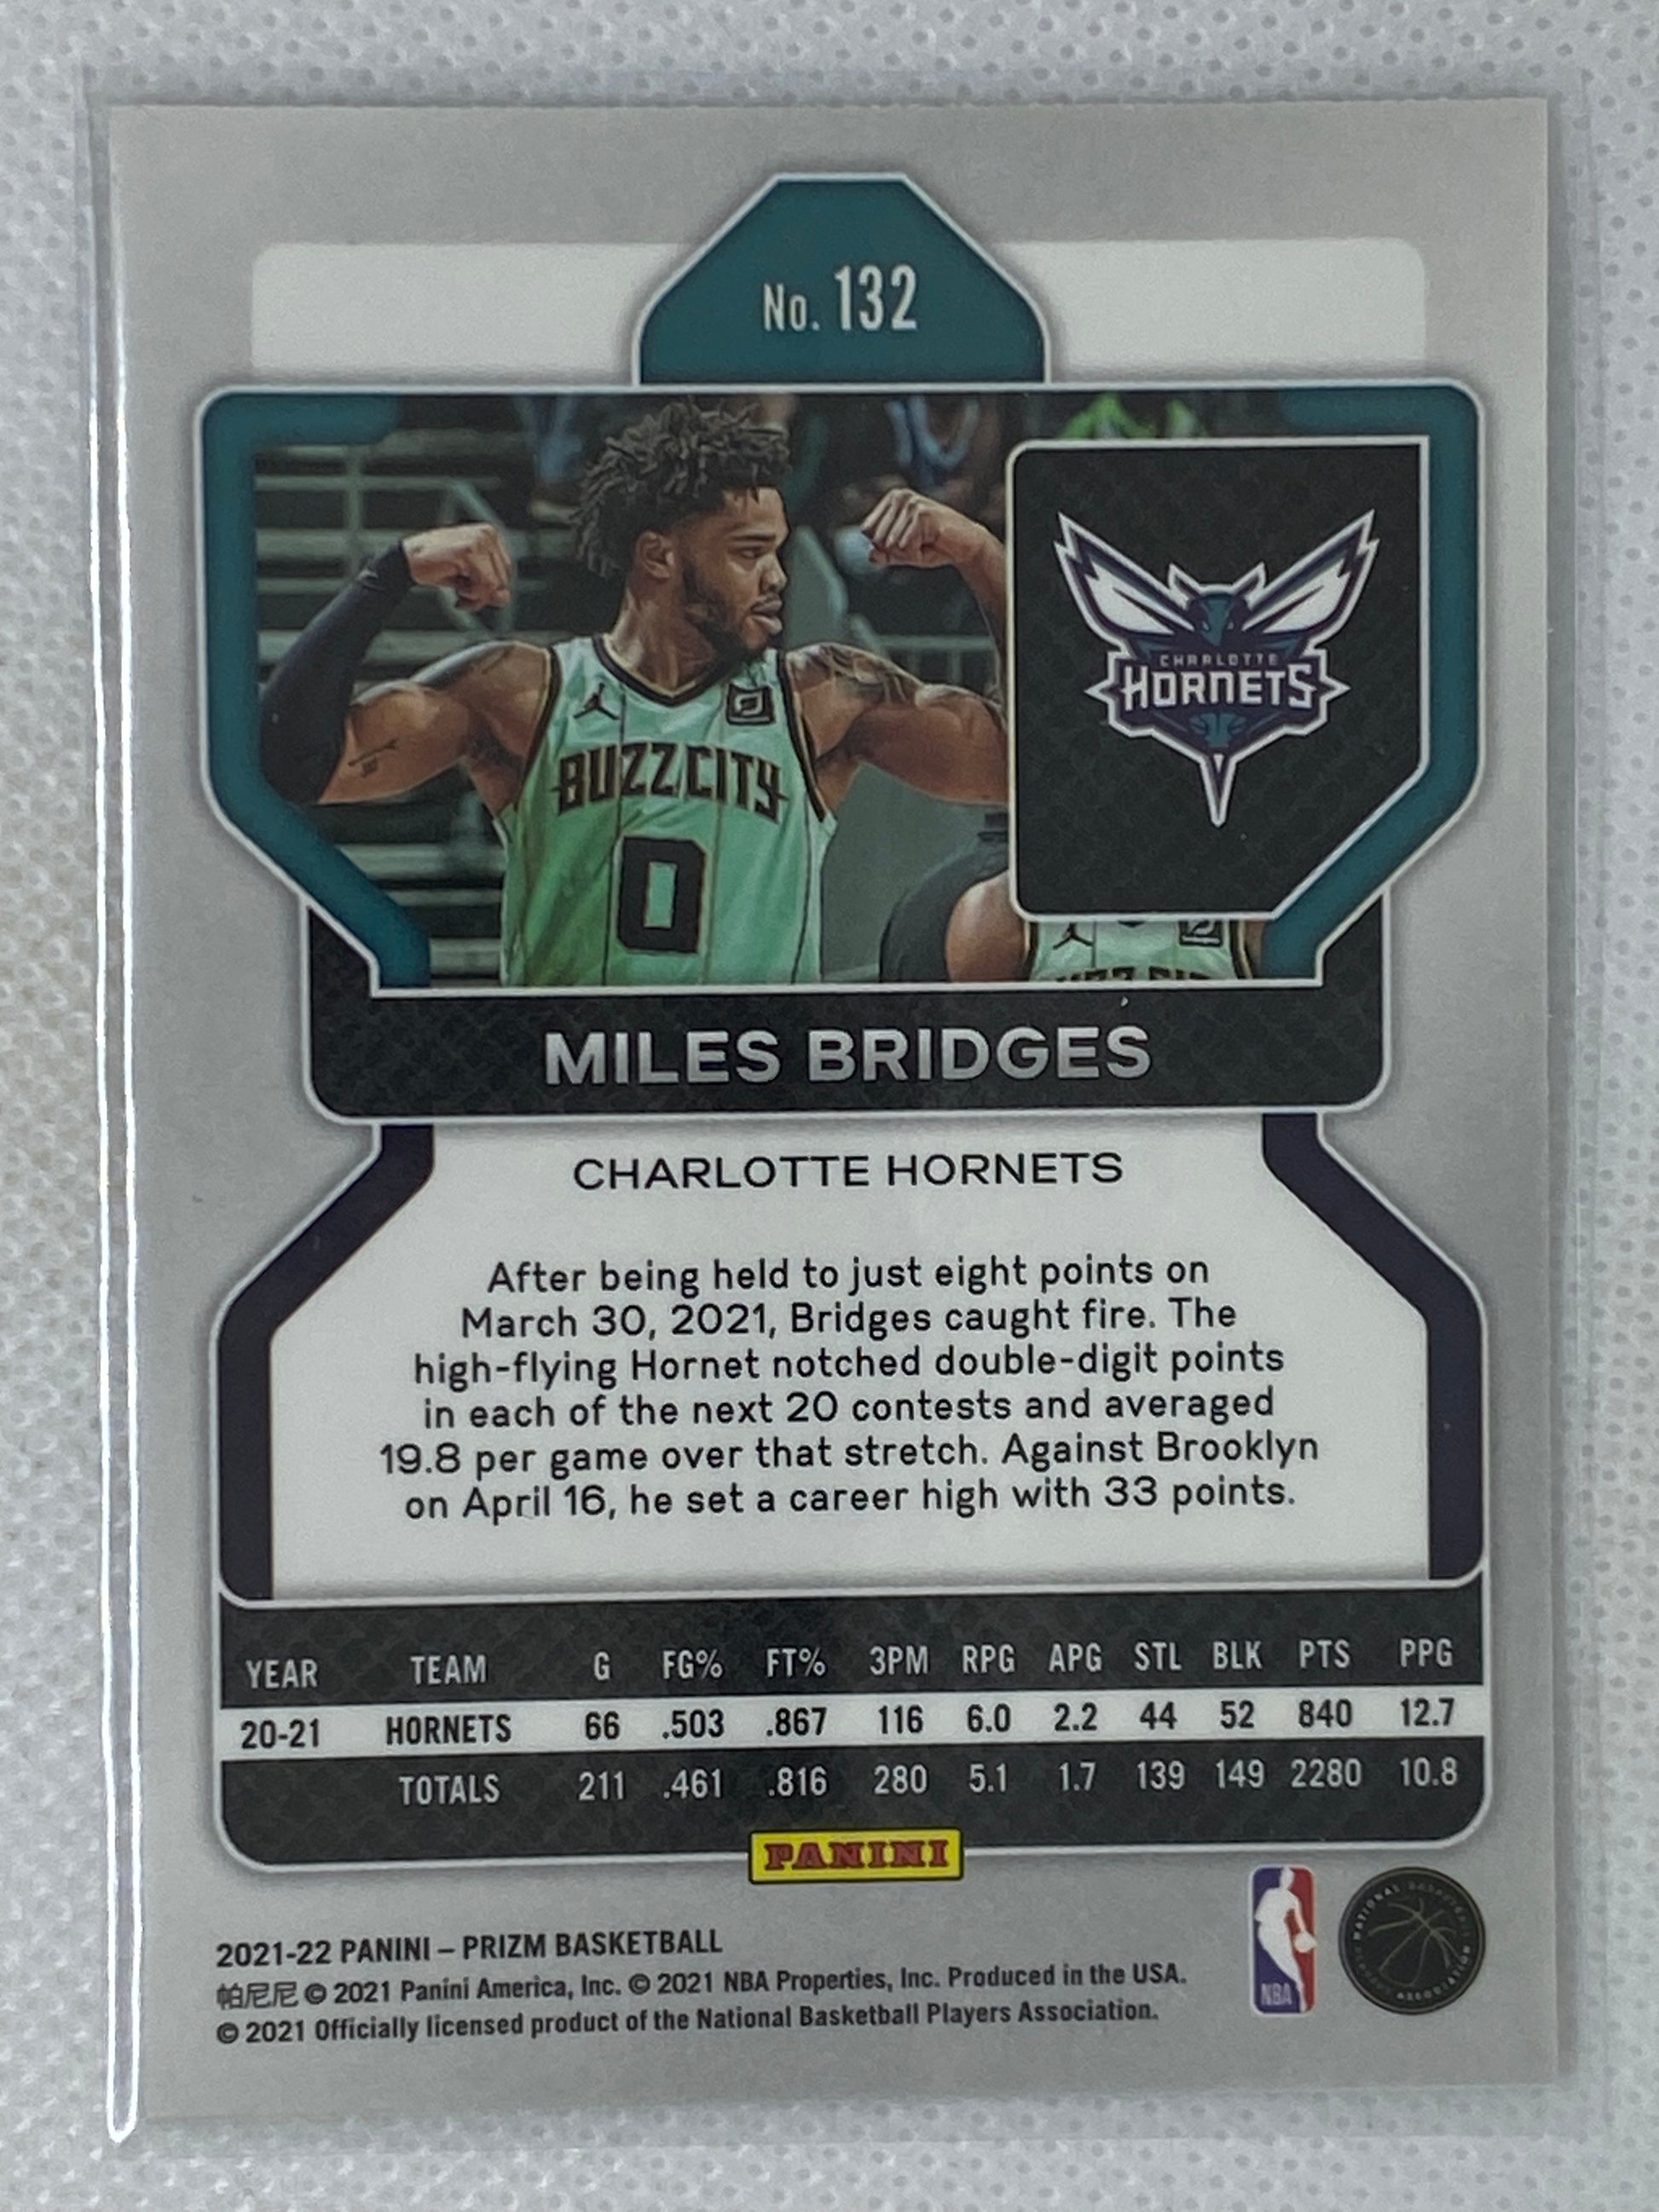 No. 132
CHARLOTTE
HORNETS
BUZZ CITY
0
MILES BRIDGES
CHARLOTTE HORNETS
After being held to just eight points on
March 30, 2021, Bridges caught fire. The
high-flying Hornet notched double-digit points
in each of the next 20 contests and averaged
19.8 per game over that stretch. Against Brooklyn
on April 16, he set a career high with 33 points.
YEAR TEAM G FG% FT% 3PM RPG APG STL BLK PTS PPG
20-21 HORNETS 66 .503 .867 116 6.0 2.2 44 52 840 12.7
TOTALS 211 .461 .816 280 5.1 1.7 139 149 2280 10.8
PANINI
2021-22 PANINI – PRIZM BASKETBALL
帕尼尼 © 2021 Panini America, Inc. © 2021 NBA Properties, Inc. Produced in the USA.
© 2021 Officially licensed product of the National Basketball Players Association.
NBA
NATIONAL BASKETBALL PLAYERS ASSOCIATION